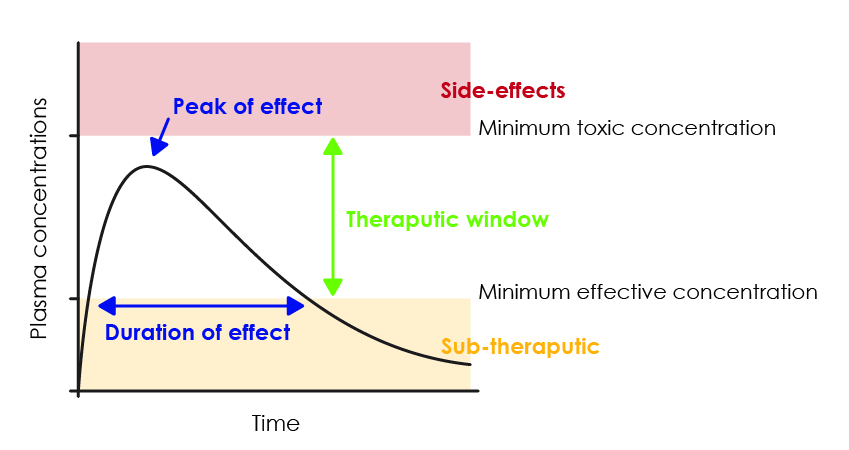 Side-effects
Peak of effect
Minimum toxic concentration
Plasma concentrations
Theraputic window
Minimum effective concentration
Duration of effect
Sub-theraputic
Time